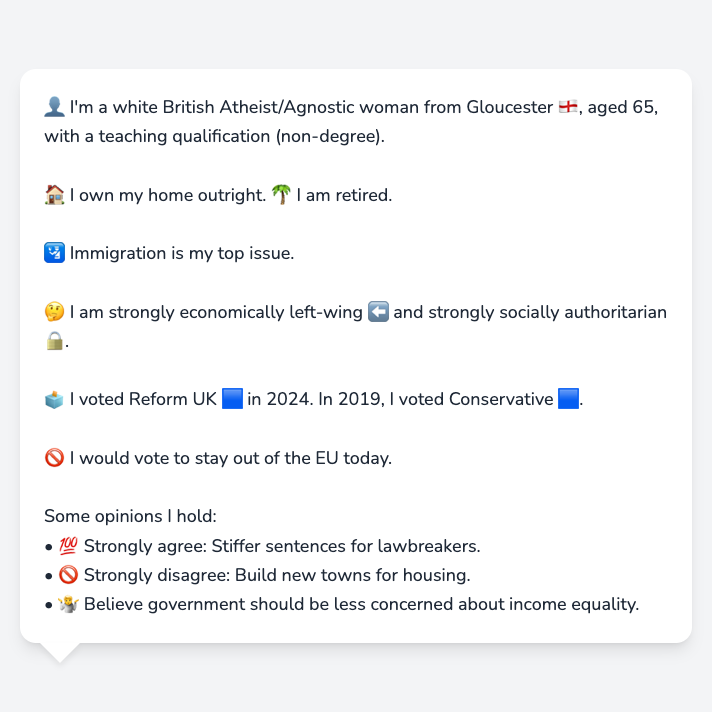 👤 I'm a white British Atheist/Agnostic woman from Gloucester 🏴󠁧󠁢󠁥󠁮󠁧󠁿, aged 65,
with a teaching qualification (non-degree).
🏠 I own my home outright. 🌴 I am retired.
🛂 Immigration is my top issue.
🤔 I am strongly economically left-wing ⬅️ and strongly socially authoritarian
🔒.
🗳️ I voted Reform UK 🟦 in 2024. In 2019, I voted Conservative 🟦.
🚫 I would vote to stay out of the EU today.
Some opinions I hold:
• 💯 Strongly agree: Stiffer sentences for lawbreakers.
• 🚫 Strongly disagree: Build new towns for housing.
• 🤷‍♀️ Believe government should be less concerned about income equality.